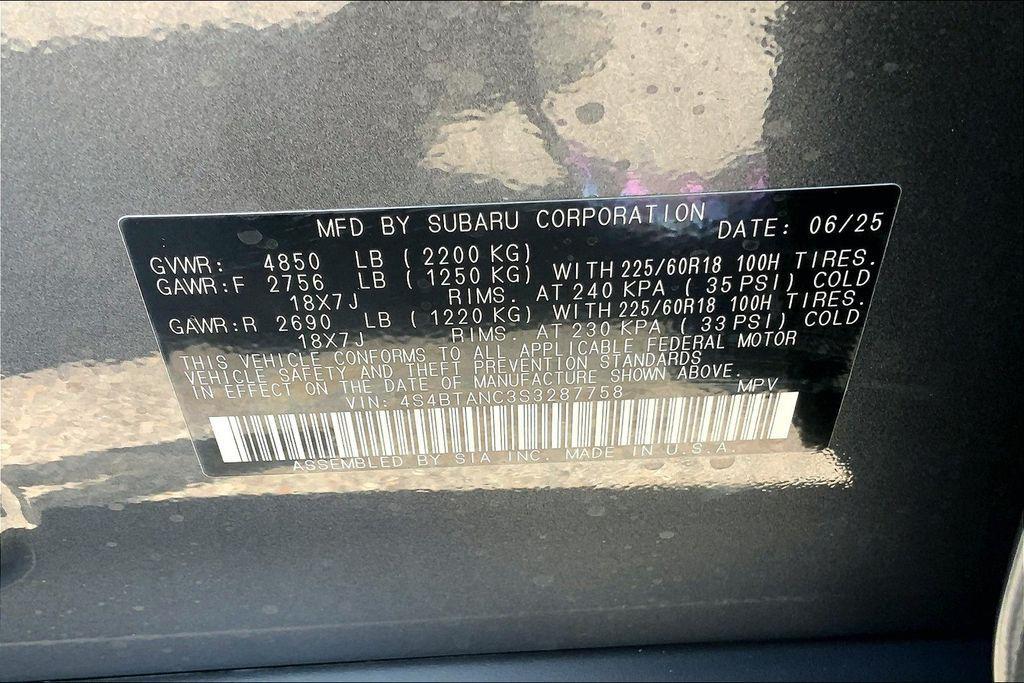 MFD BY SUBARU CORPORATION DATE: 06/25
GVWR: 4850 LB ( 2200 KG)
GAWR:F 2756 LB ( 1250 KG) WITH 225/60R18 100H TIRES.
18X7J RIMS. AT 240 KPA ( 35 PSI) COLD
GAWR:R 2690 LB ( 1220 KG) WITH 225/60R18 100H TIRES.
18X7J RIMS. AT 230 KPA ( 33 PSI) COLD
THIS VEHICLE CONFORMS TO ALL APPLICABLE FEDERAL MOTOR
VEHICLE SAFETY AND THEFT PREVENTION STANDARDS
IN EFFECT ON THE DATE OF MANUFACTURE SHOWN ABOVE.
VIN: 4S4BTANC3S3287758 MPV
ASSEMBLED BY SIA INC. MADE IN U.S.A.